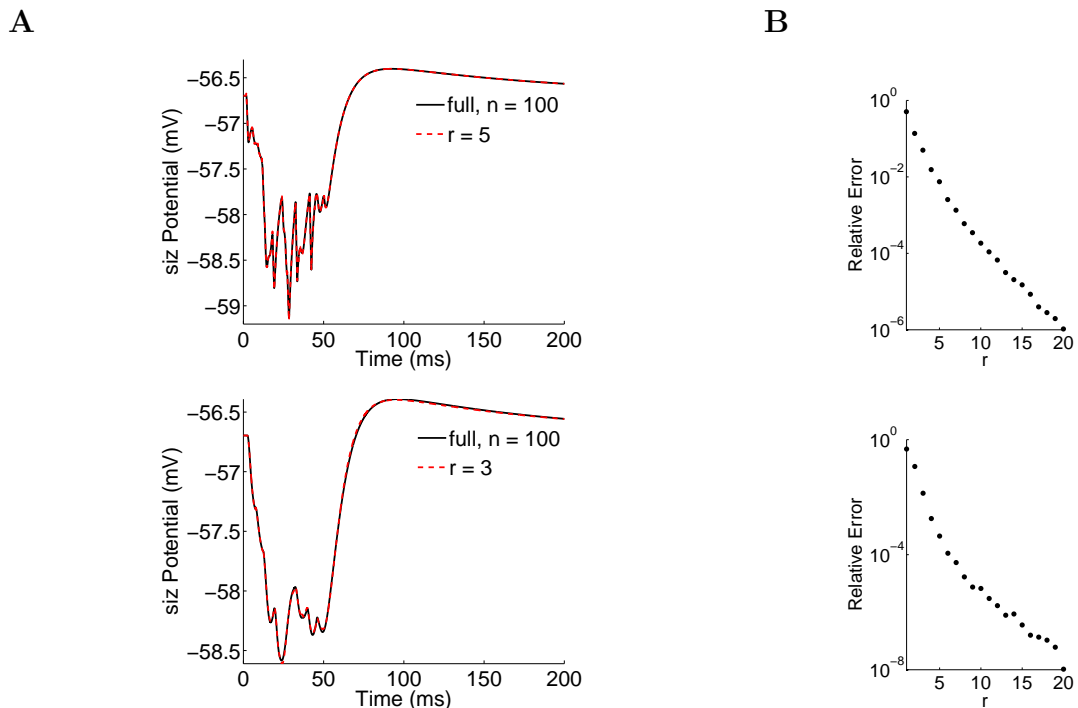 A
B
siz Potential (mV)
−56.5
−57
−57.5
−58
−58.5
−59
full, n = 100
r = 5
0
50
100
150
200
Time (ms)
Relative Error
10^0
10^−2
10^−4
10^−6
5
10
15
20
r
siz Potential (mV)
−56.5
−57
−57.5
−58
−58.5
full, n = 100
r = 3
0
50
100
150
200
Time (ms)
Relative Error
10^0
10^−4
10^−8
5
10
15
20
r